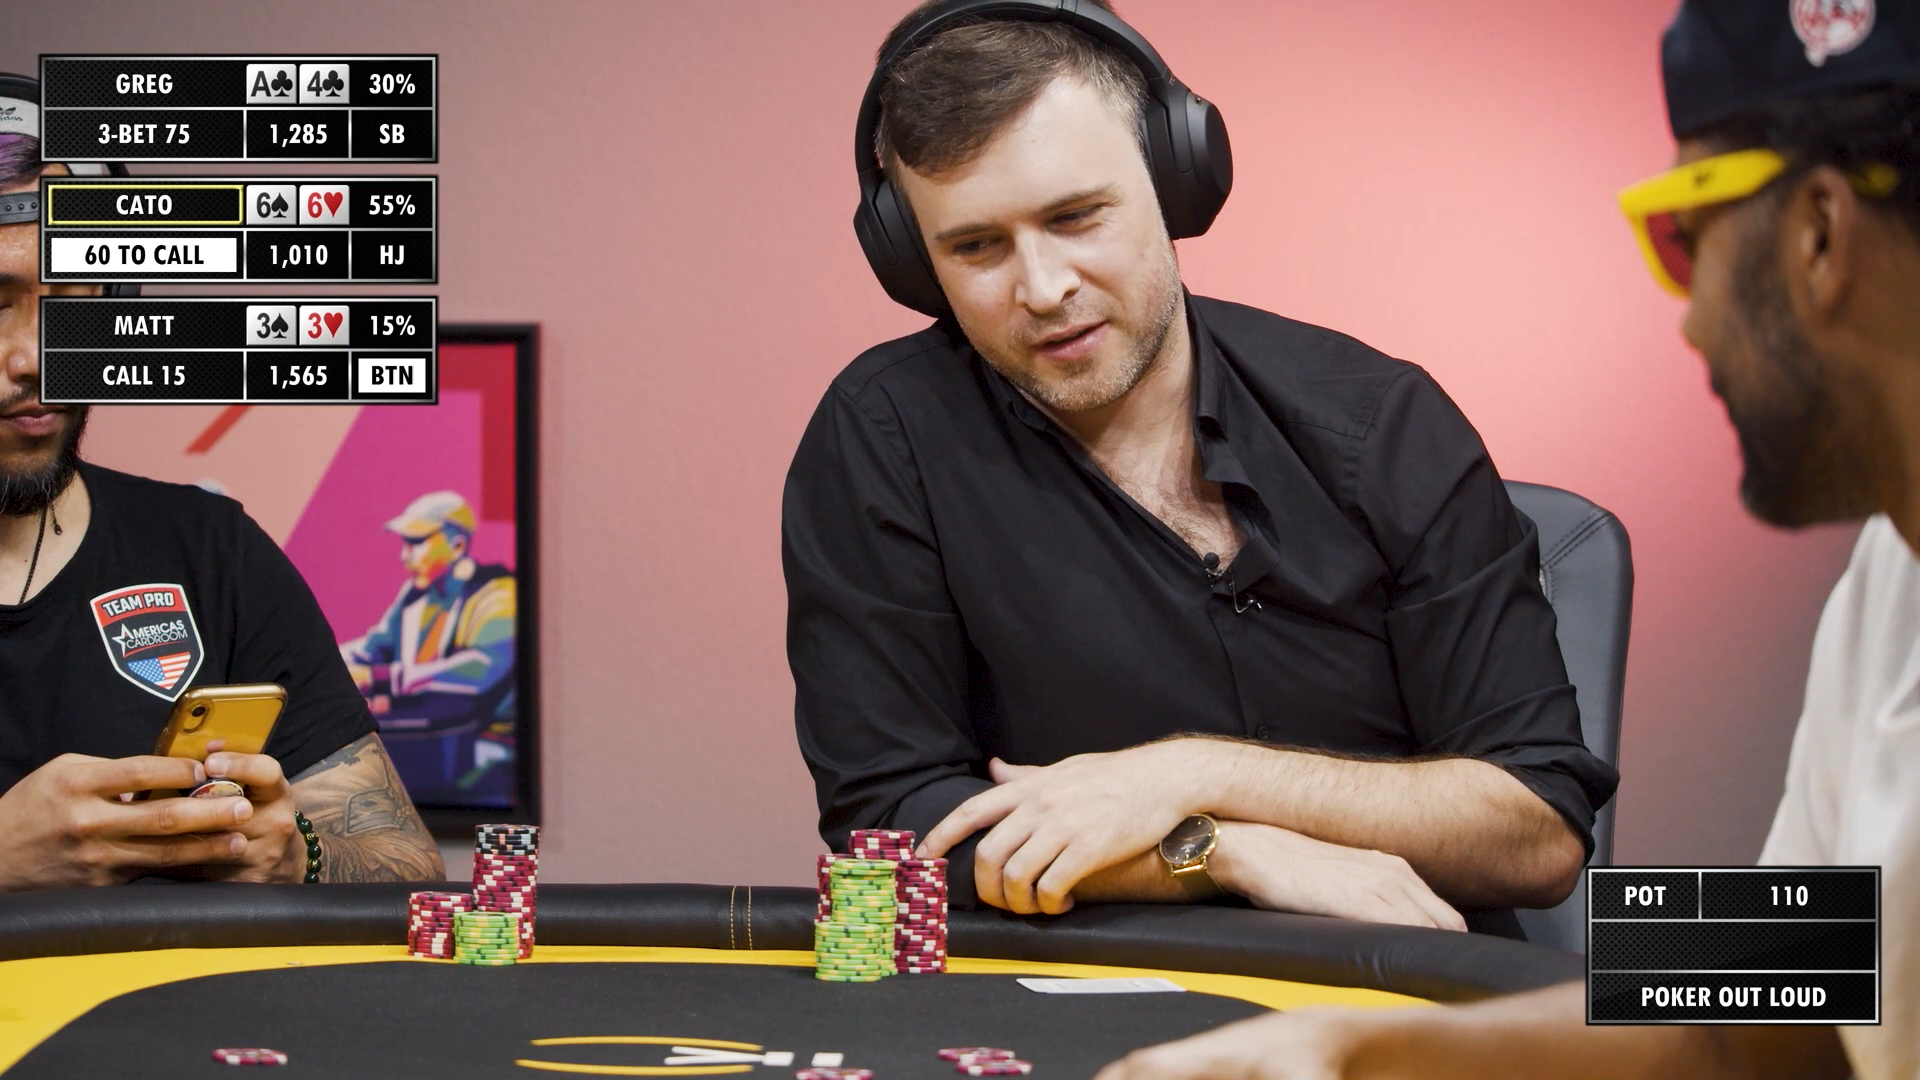 GREG A♣ 4♣ 30%
3-BET 75 1,285 SB
CATO 6♠ 6♥ 55%
60 TO CALL 1,010 HJ
MATT 3♠ 3♥ 15%
CALL 15 1,565 BTN
TEAM PRO
AMERICAS
CARDROOM
POT 110
POKER OUT LOUD